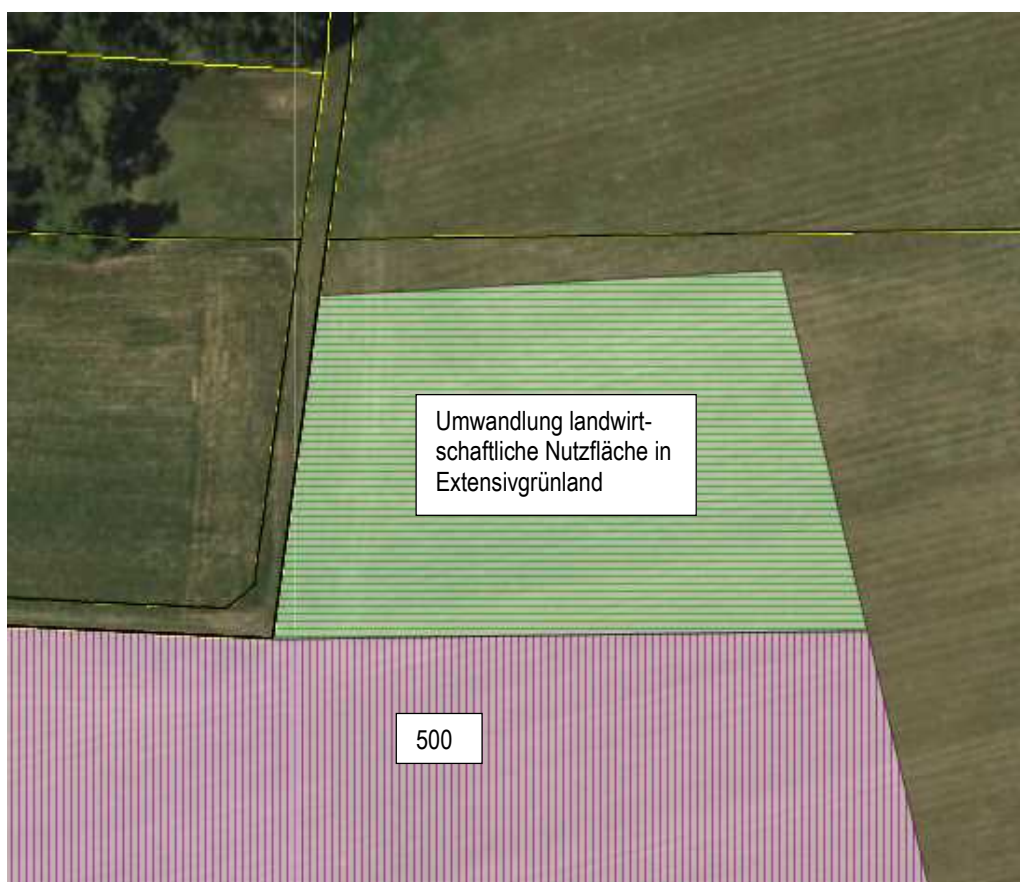 Umwandlung landwirt-
schaftliche Nutzfläche in
Extensivgrünland
500